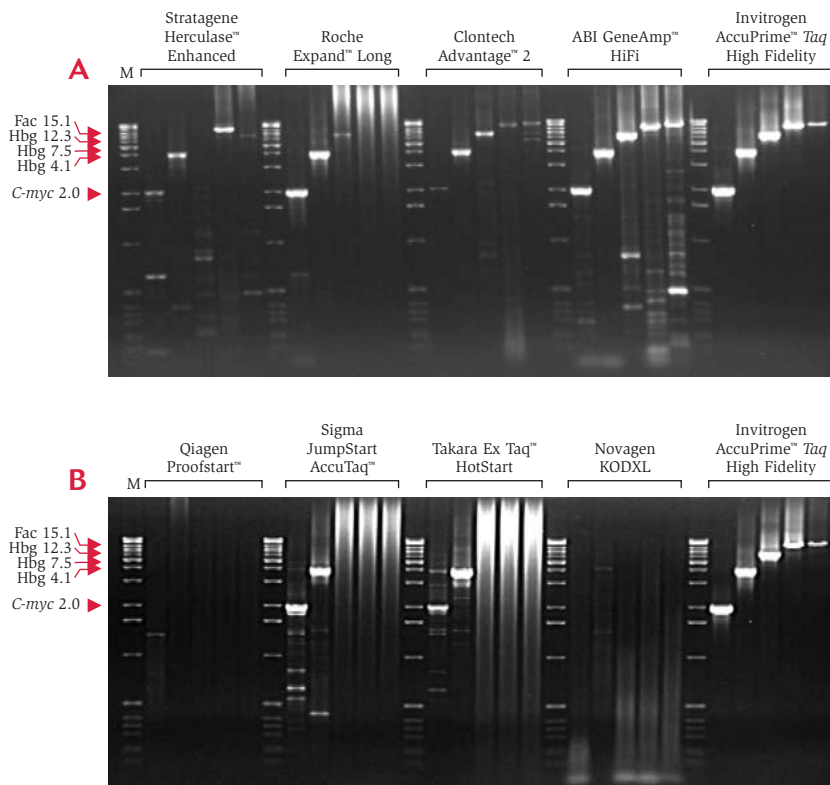 Stratagene
Herculase™
Enhanced
Roche
Expand™ Long
Clontech
Advantage™ 2
ABI GeneAmp™
HiFi
Invitrogen
AccuPrime™ Taq
High Fidelity
A
M
Fac 15.1
Hbg 12.3
Hbg 7.5
Hbg 4.1
C-myc 2.0
Qiagen
Proofstart™
Sigma
JumpStart
AccuTaq™
Takara Ex Taq™
HotStart
Novagen
KODXL
Invitrogen
AccuPrime™ Taq
High Fidelity
B
M
Fac 15.1
Hbg 12.3
Hbg 7.5
Hbg 4.1
C-myc 2.0